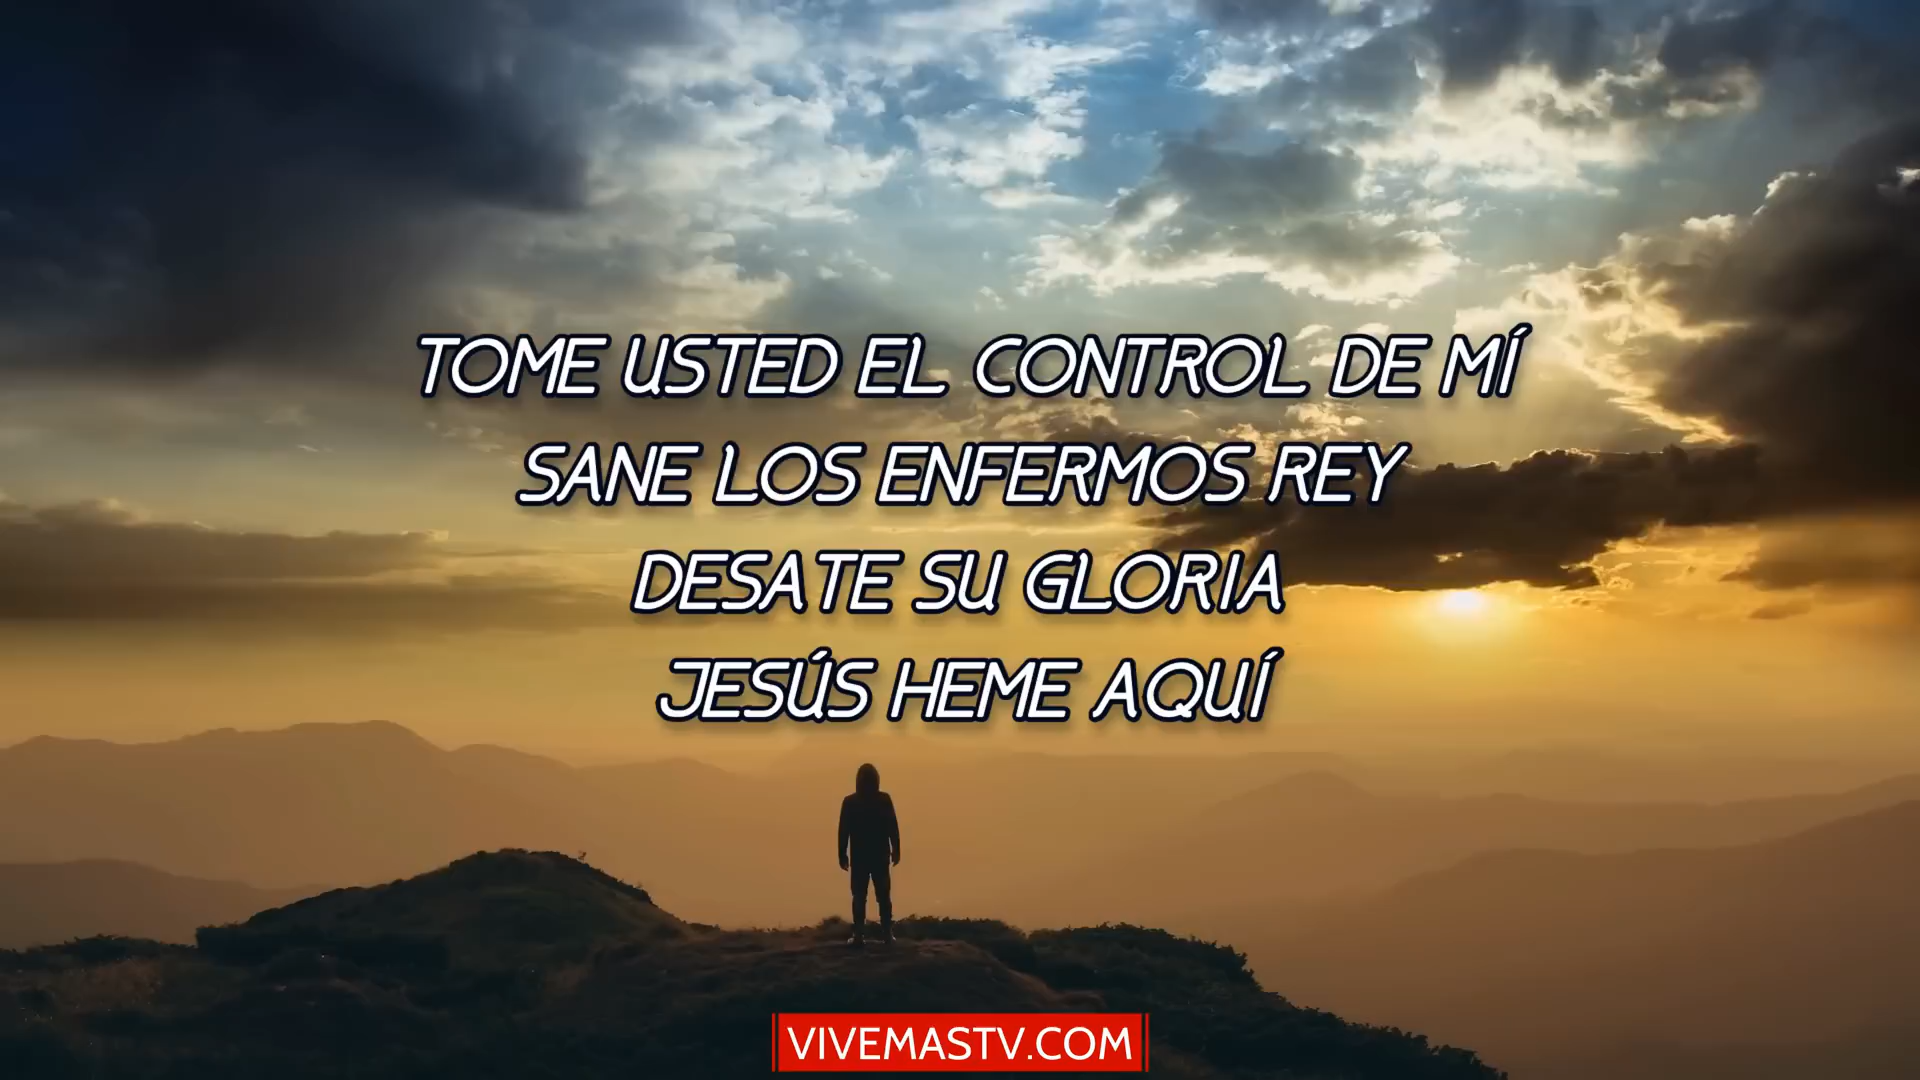 TOME USTED EL CONTROL DE MÍ
SANE LOS ENFERMOS REY
DESATE SU GLORIA
JESÚS HEME AQUÍ
VIVEMASTV.COM